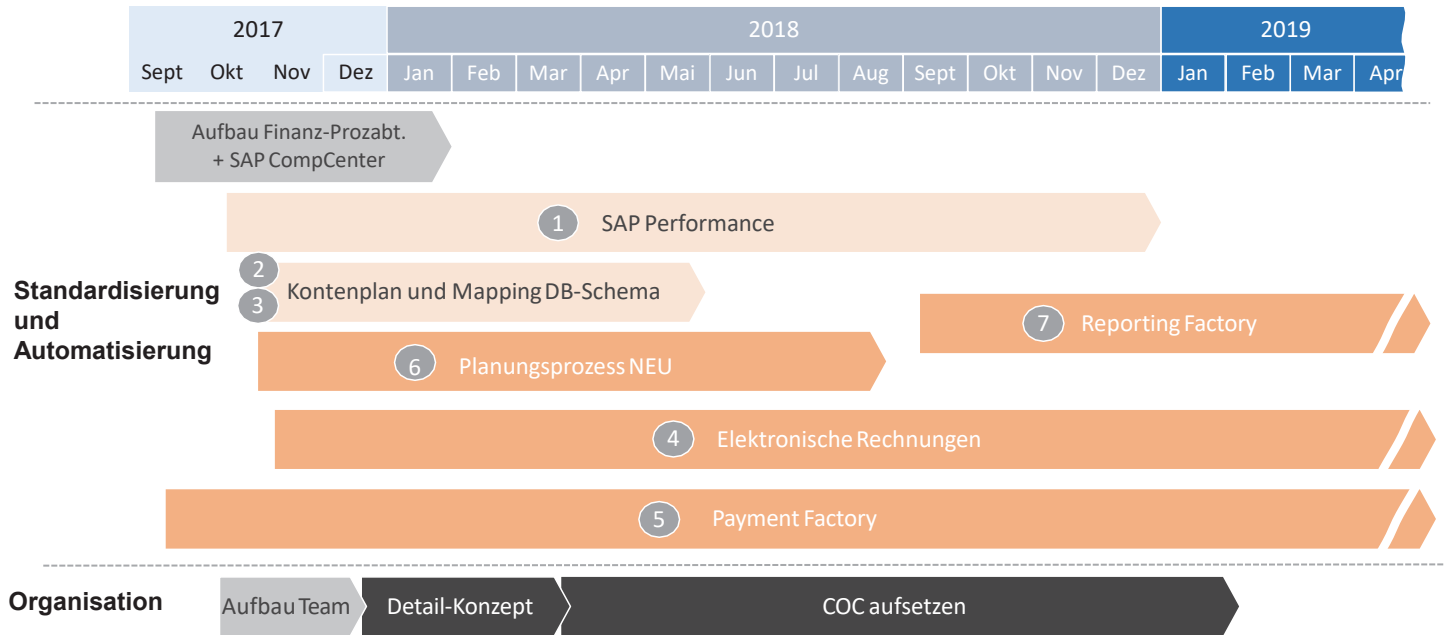 2017 2018 2019
Sept Okt Nov Dez Jan Feb Mar Apr Mai Jun Jul Aug Sept Okt Nov Dez Jan Feb Mar Apr
Aufbau Finanz-Prozabt.
+ SAP CompCenter
1 SAP Performance
Standardisierung
und
Automatisierung
2
3
Kontenplan und Mapping DB-Schema
7 Reporting Factory
6 Planungsprozess NEU
4 Elektronische Rechnungen
5 Payment Factory
Organisation
Aufbau Team
Detail-Konzept
COC aufsetzen